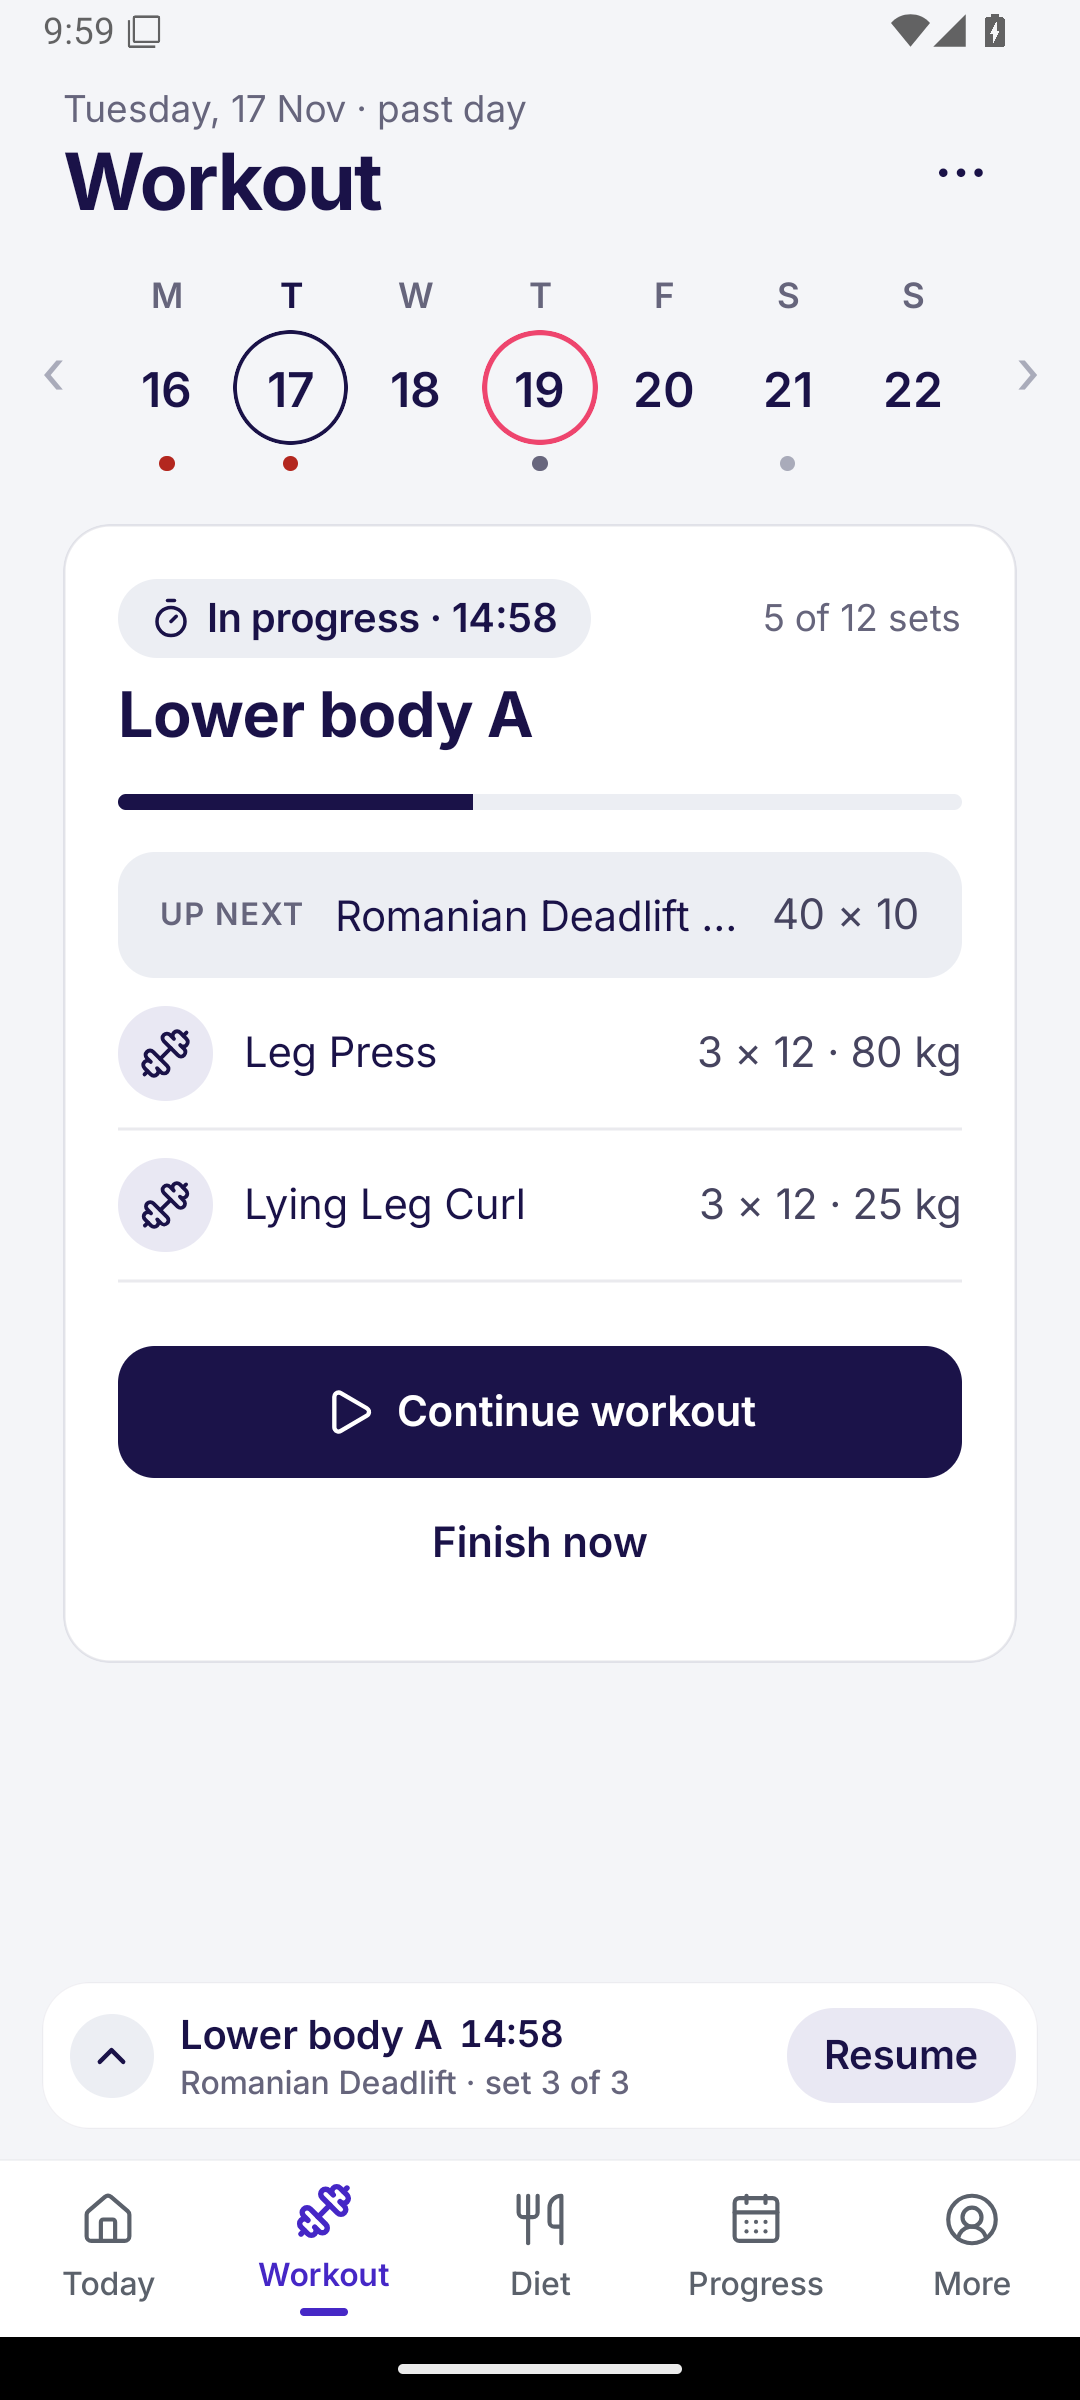 9:59
Tuesday, 17 Nov · past day
Workout
M T W T F S S
16 17 18 19 20 21 22
In progress · 14:58
5 of 12 sets
Lower body A
UP NEXT Romanian Deadlift ... 40 × 10
Leg Press 3 × 12 · 80 kg
Lying Leg Curl 3 × 12 · 25 kg
Continue workout
Finish now
Lower body A 14:58
Romanian Deadlift · set 3 of 3
Resume
Today Workout Diet Progress More